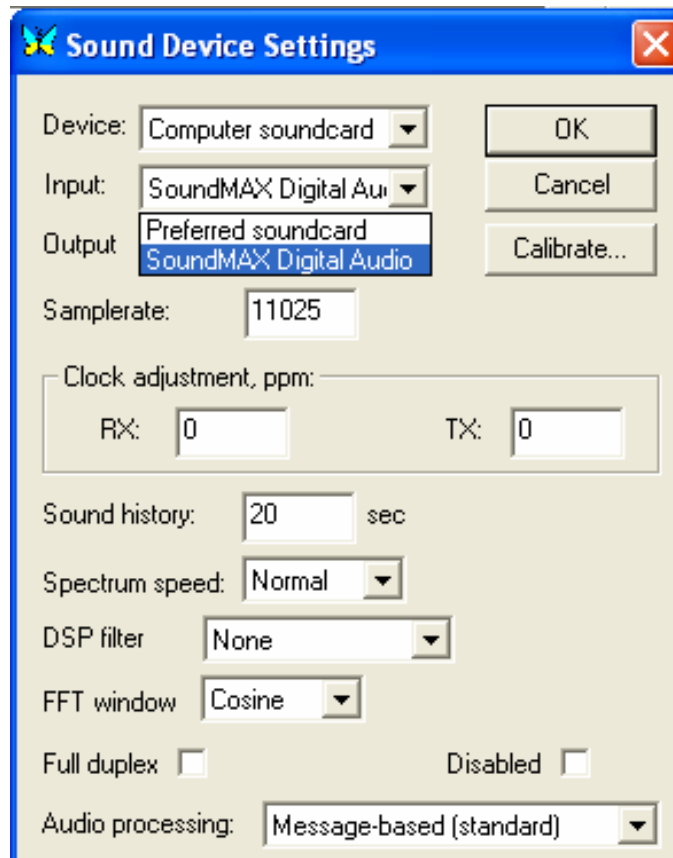 Sound Device Settings
Device: Computer soundcard OK
Input: SoundMAX Digital Au Cancel
Preferred soundcard
Output SoundMAX Digital Audio Calibrate...
Samplerate: 11025
Clock adjustment, ppm:
RX: 0 TX: 0
Sound history: 20 sec
Spectrum speed: Normal
DSP filter None
FFT window Cosine
Full duplex Disabled
Audio processing: Message-based (standard)